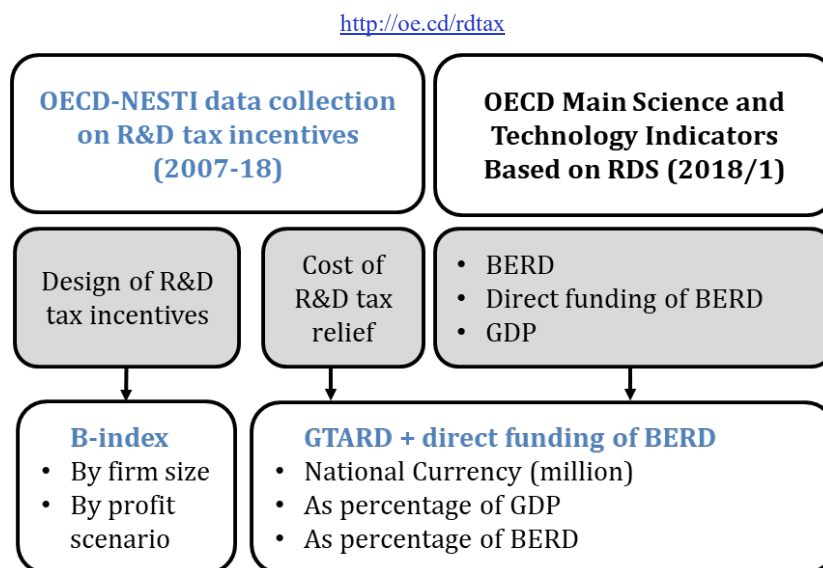 http://oe.cd/rdtax
OECD-NESTI data collection
on R&D tax incentives
(2007-18)
OECD Main Science and
Technology Indicators
Based on RDS (2018/1)
Design of R&D
tax incentives
Cost of
R&D tax
relief
• BERD
• Direct funding of BERD
• GDP
B-index
• By firm size
• By profit
scenario
GTARD + direct funding of BERD
• National Currency (million)
• As percentage of GDP
• As percentage of BERD